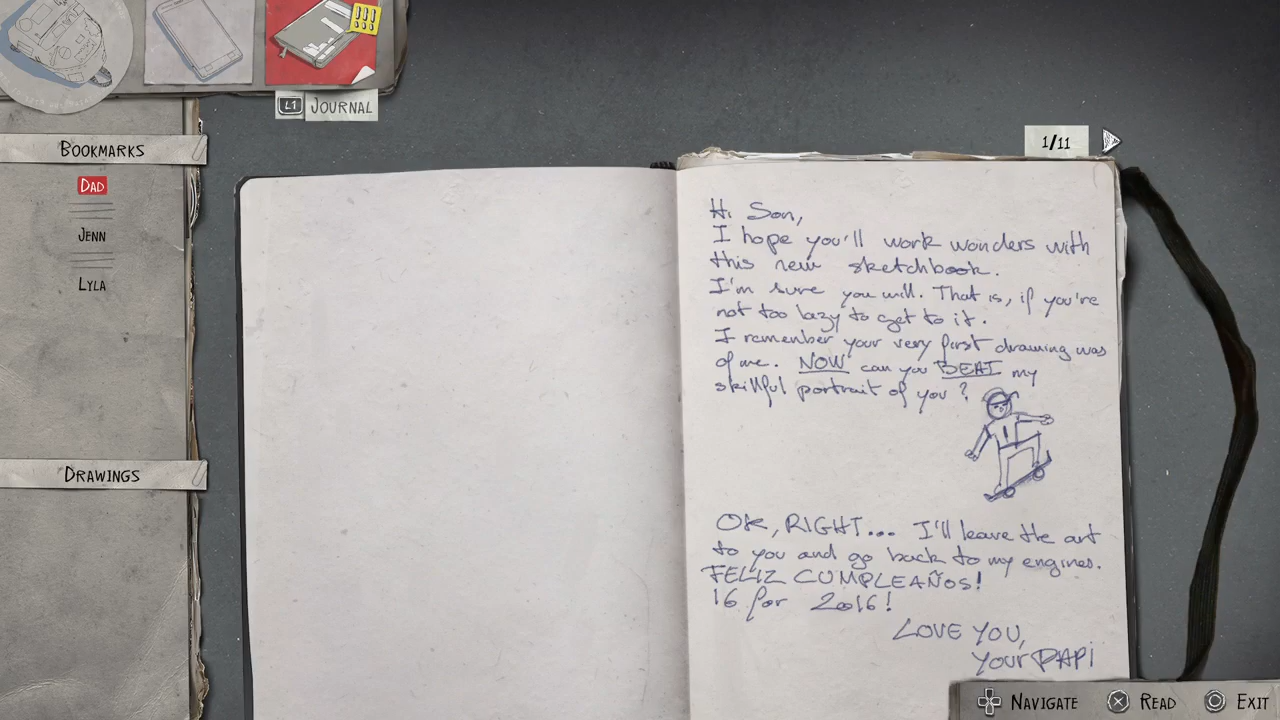 L1 JOURNAL
BOOKMARKS
DAD
JENN
LYLA
DRAWINGS
1/11
Hi Son,
I hope you'll work wonders with
this new sketchbook.
I'm sure you will. That is, if you're
not too lazy to get to it.
I remember your very first drawing was
of me. NOW can you BEAT my
skillful portrait of you?
OK, RIGHT... I'll leave the art
to you and go back to my engines.
FELIZ CUMPLEAÑOS!
16 for 2016!
LOVE YOU,
Your PAPI
NAVIGATE READ EXIT